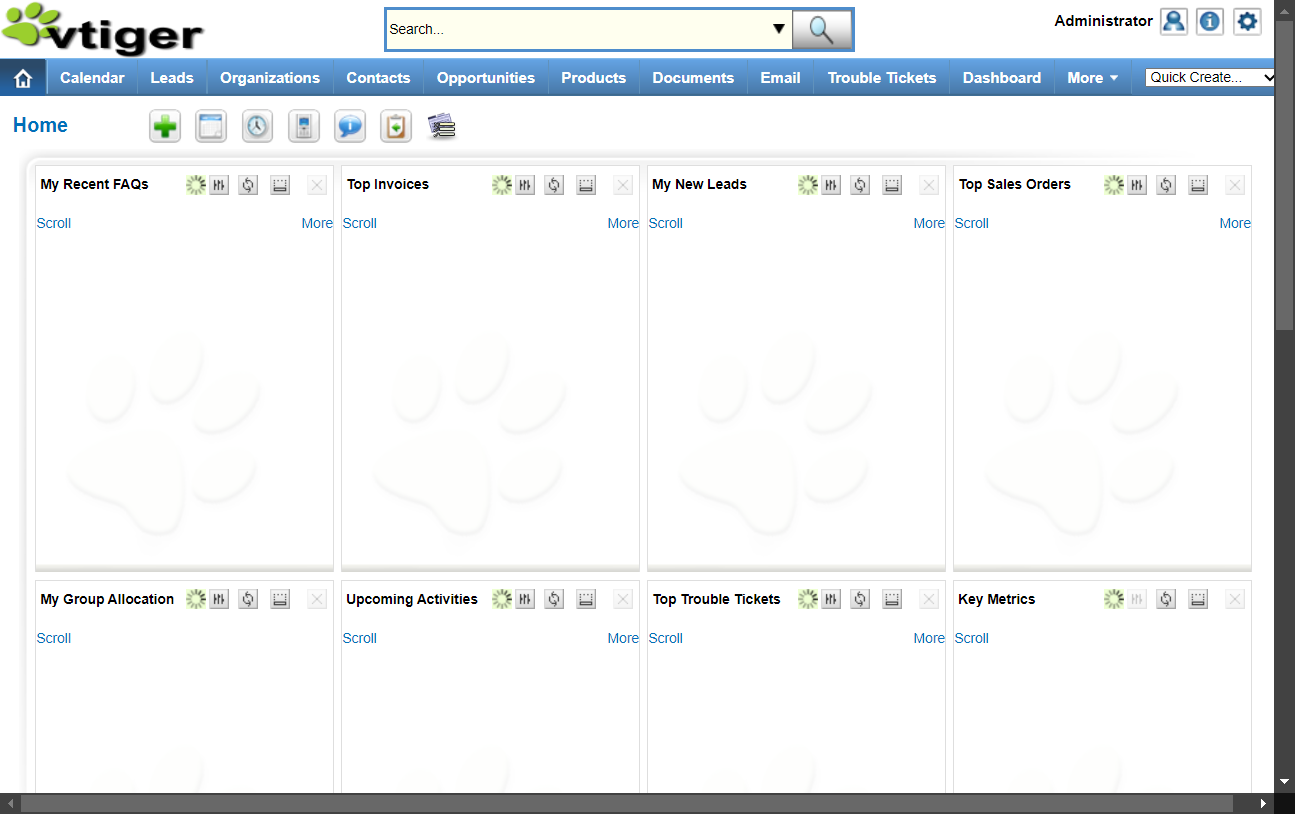 vtiger
Search...
Administrator
Calendar Leads Organizations Contacts Opportunities Products Documents Email Trouble Tickets Dashboard More Quick Create...
Home
My Recent FAQs
Top Invoices
My New Leads
Top Sales Orders
Scroll More
Scroll More
Scroll More
Scroll More
My Group Allocation
Upcoming Activities
Top Trouble Tickets
Key Metrics
Scroll
Scroll More
Scroll More
Scroll